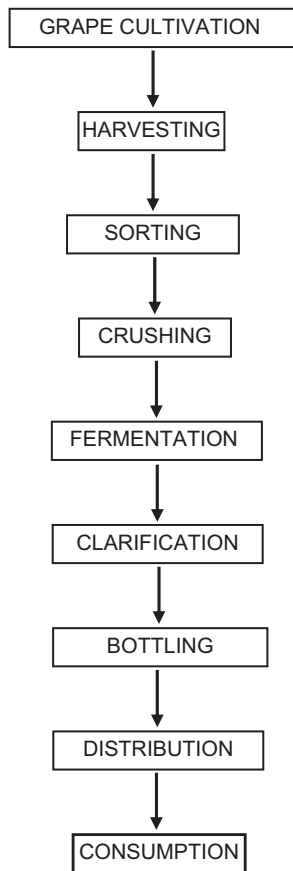 GRAPE CULTIVATION
HARVESTING
SORTING
CRUSHING
FERMENTATION
CLARIFICATION
BOTTLING
DISTRIBUTION
CONSUMPTION